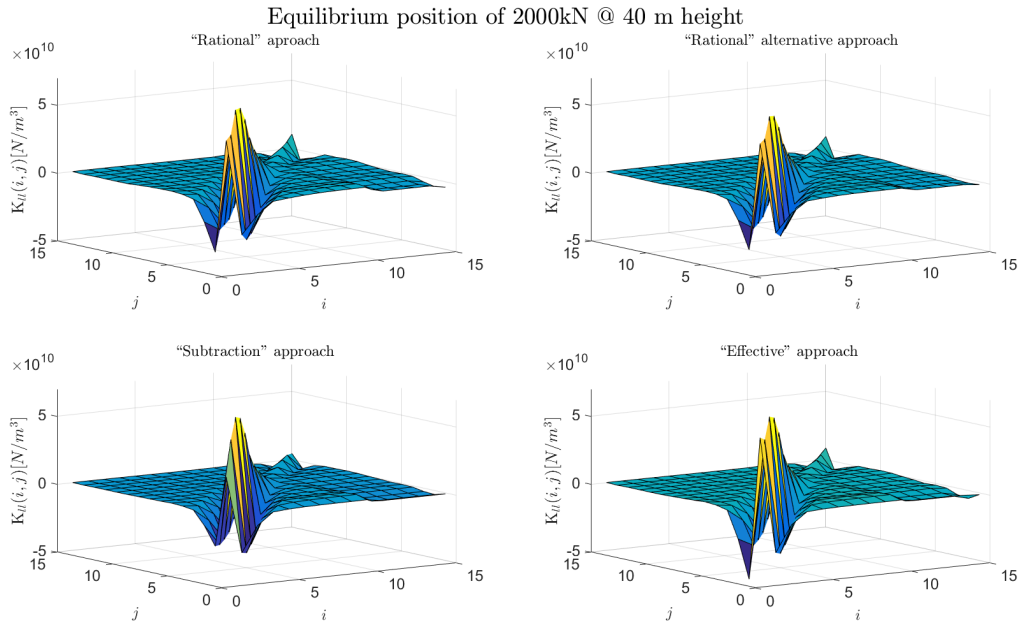 Equilibrium position of 2000kN @ 40 m height
“Rational” aproach
×10^10
K_ll(i, j)[N/m^3]
5
0
-5
15
10
5
0
j
0
5
10
15
i
“Rational” alternative approach
×10^10
K_ll(i, j)[N/m^3]
5
0
-5
15
10
5
0
j
0
5
10
15
i
“Subtraction” approach
×10^10
K_ll(i, j)[N/m^3]
5
0
-5
15
10
5
0
j
0
5
10
15
i
“Effective” approach
×10^10
K_ll(i, j)[N/m^3]
5
0
-5
15
10
5
0
j
0
5
10
15
i